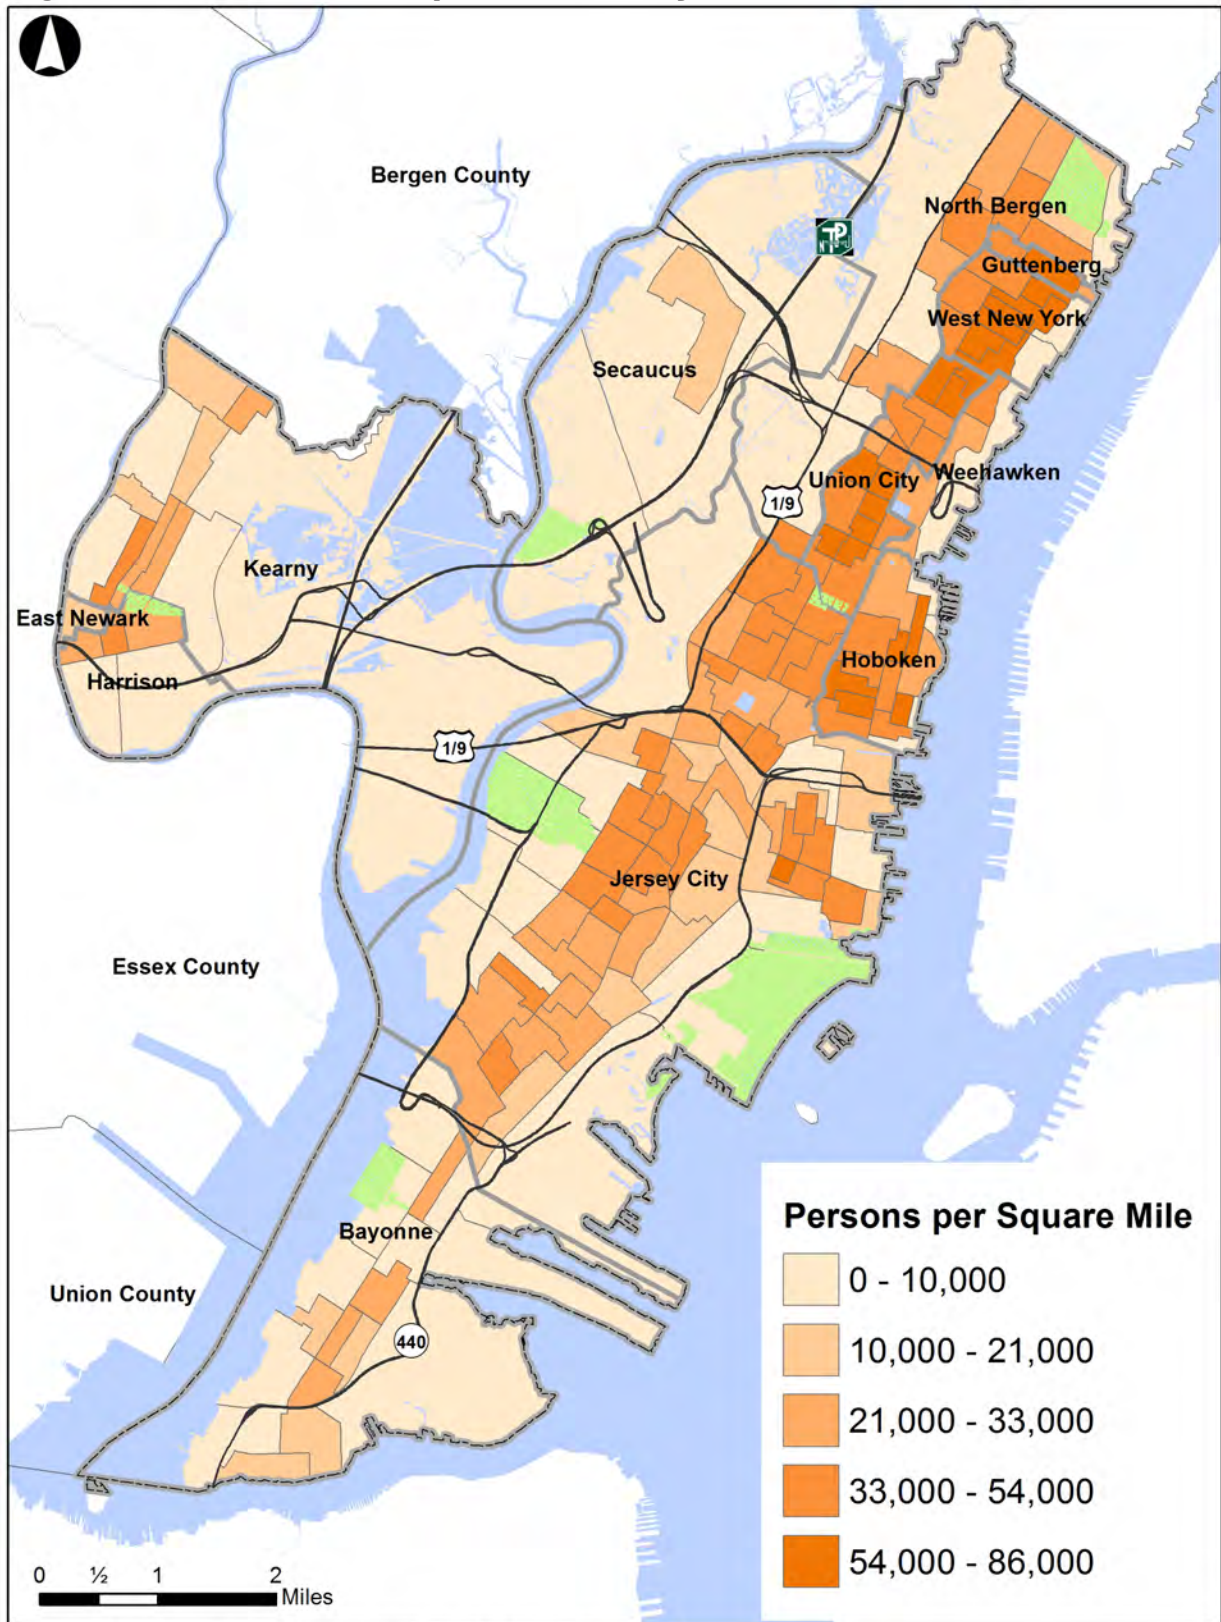 Bergen County
North Bergen
TP
N J
Guttenberg
West New York
Secaucus
Weehawken
Union City
1/9
Kearny
East Newark
Hoboken
Harrison
1/9
Jersey City
Essex County
Bayonne
Union County
440
Persons per Square Mile
0 - 10,000
10,000 - 21,000
21,000 - 33,000
33,000 - 54,000
54,000 - 86,000
0 ½ 1 2
Miles